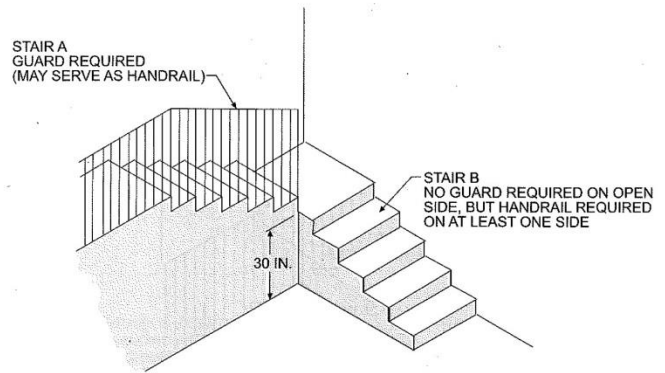 STAIR A
GUARD REQUIRED
(MAY SERVE AS HANDRAIL)
STAIR B
NO GUARD REQUIRED ON OPEN
SIDE, BUT HANDRAIL REQUIRED
ON AT LEAST ONE SIDE
30 IN.